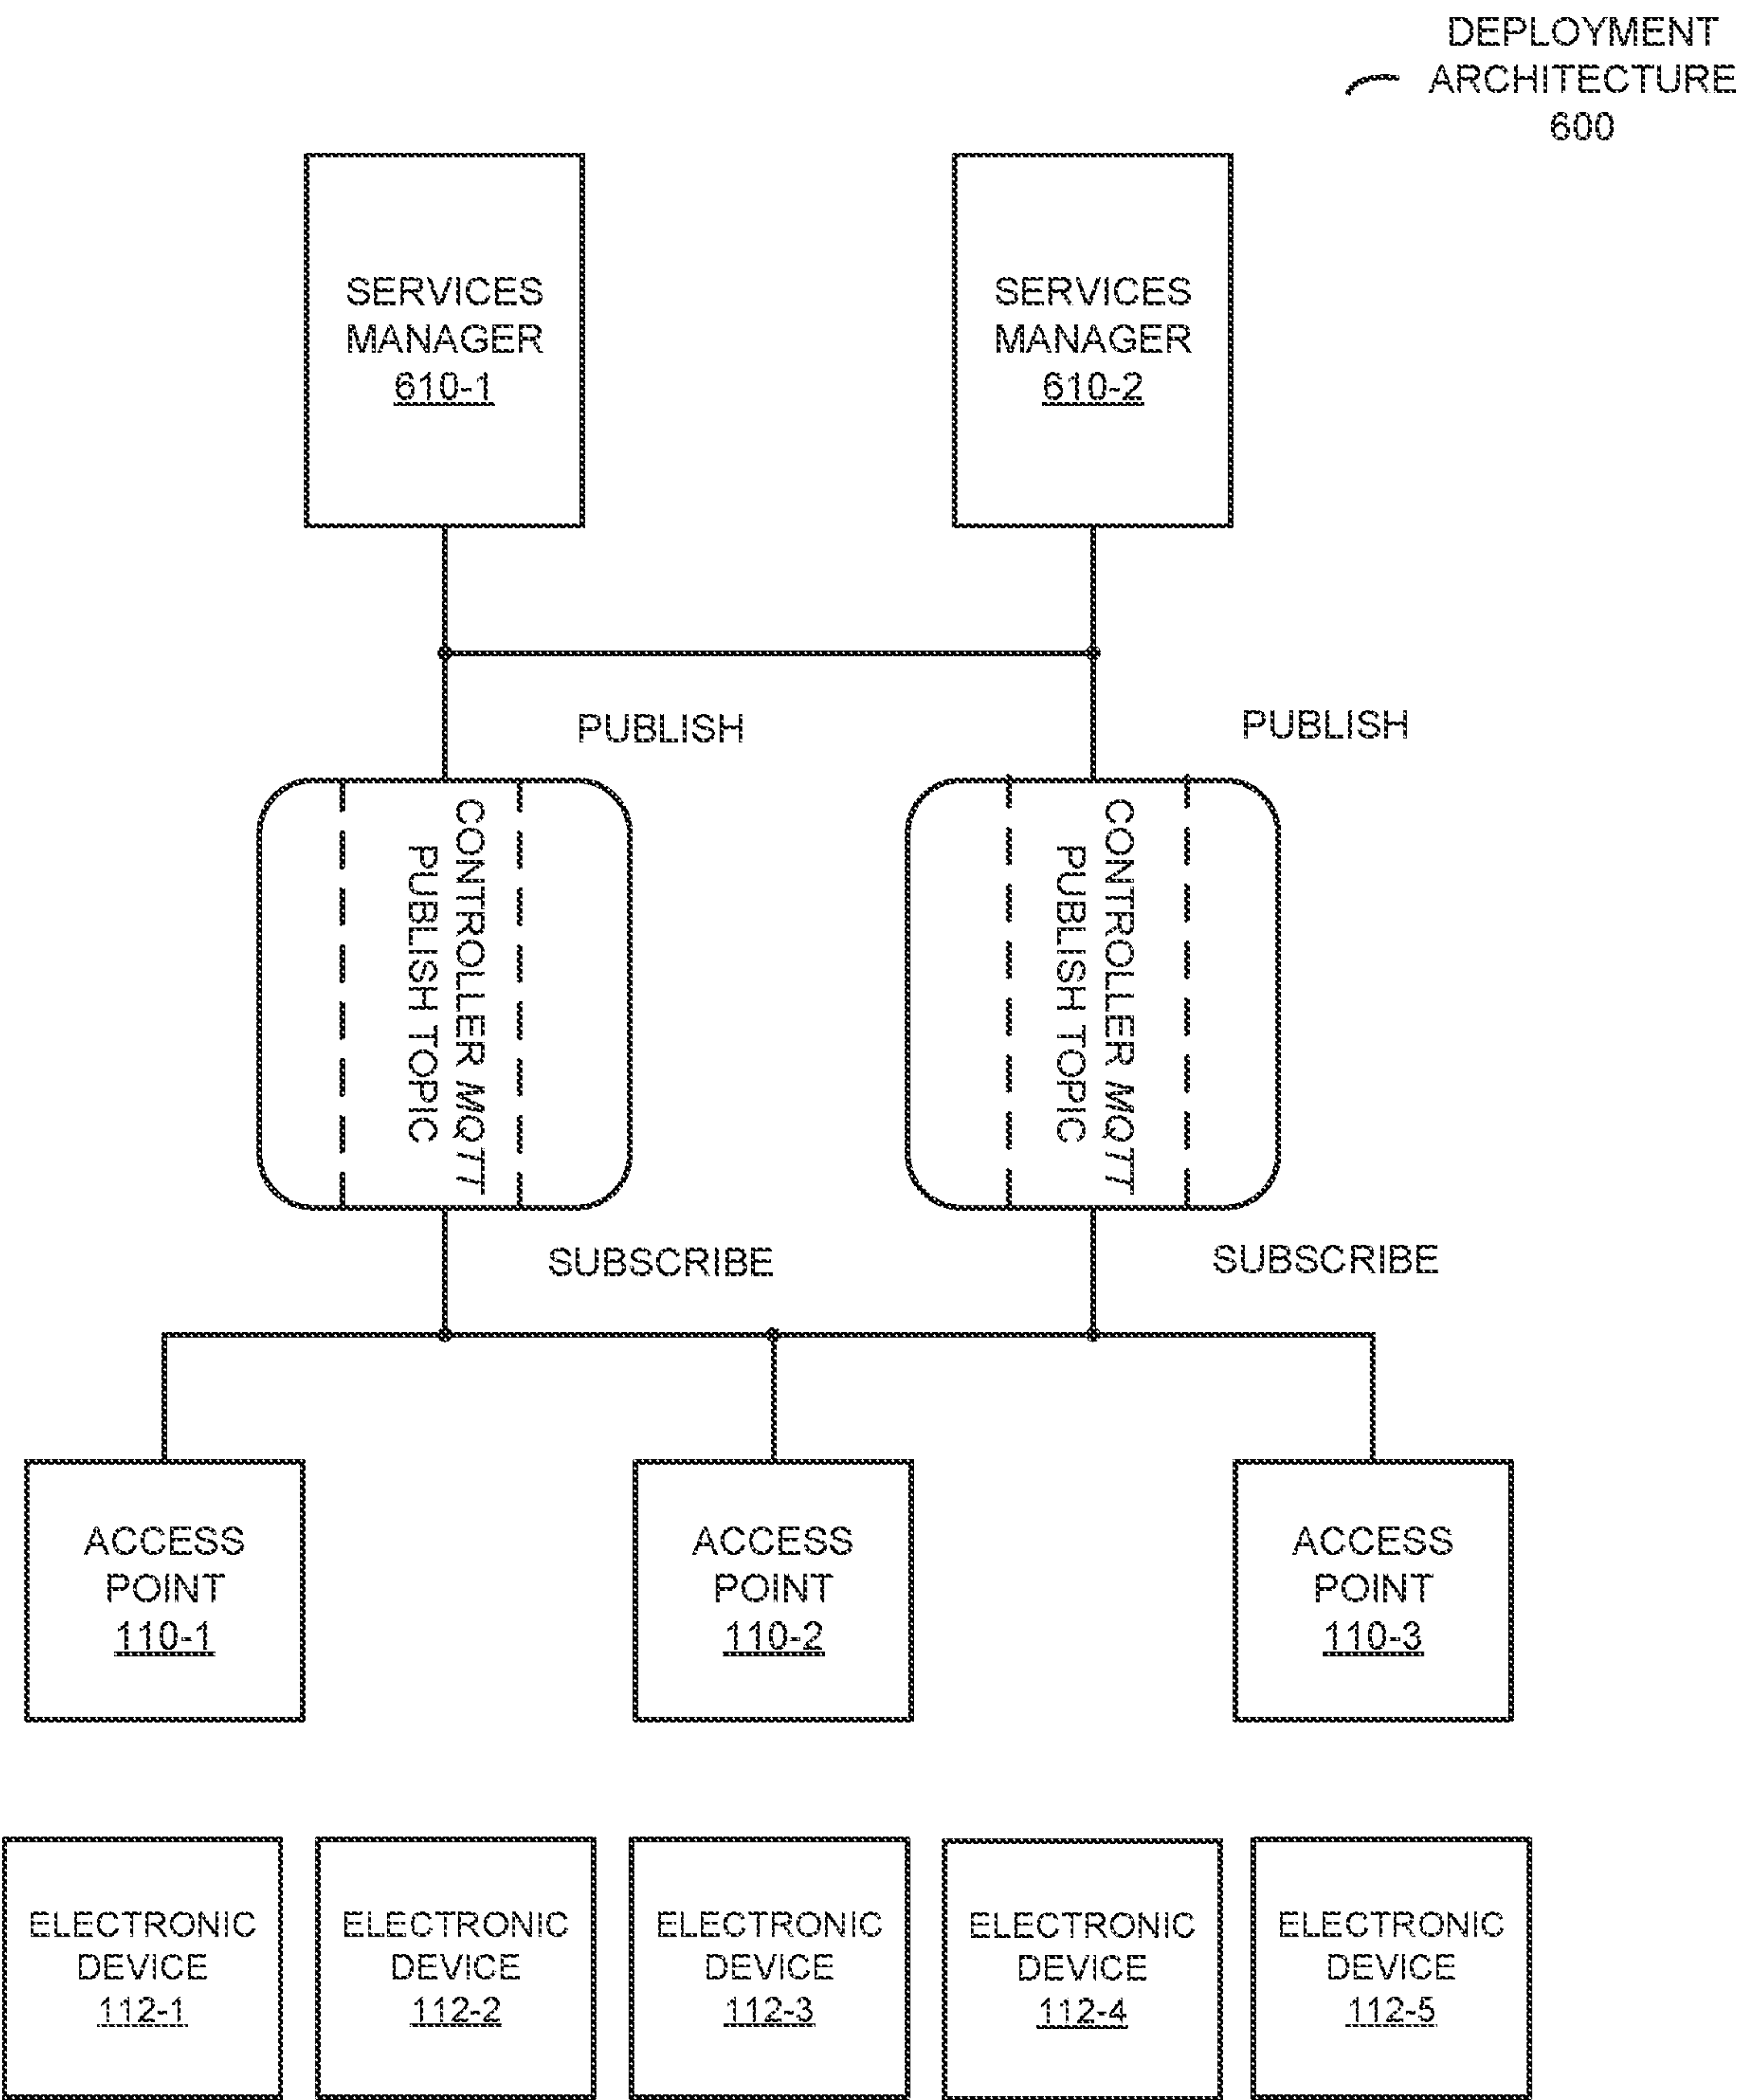 DEPLOYMENT
ARCHITECTURE
600
SERVICES
MANAGER
610-1
SERVICES
MANAGER
610-2
PUBLISH
PUBLISH
CONTROLLER MQTT
PUBLISH TOPIC
CONTROLLER MQTT
PUBLISH TOPIC
SUBSCRIBE
SUBSCRIBE
ACCESS
POINT
110-1
ACCESS
POINT
110-2
ACCESS
POINT
110-3
ELECTRONIC
DEVICE
112-1
ELECTRONIC
DEVICE
112-2
ELECTRONIC
DEVICE
112-3
ELECTRONIC
DEVICE
112-4
ELECTRONIC
DEVICE
112-5